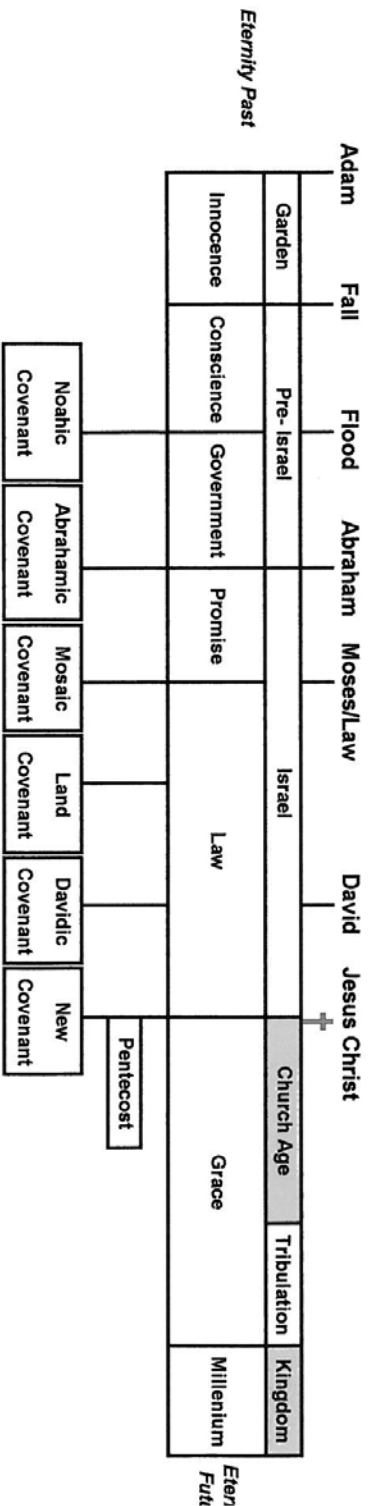 Adam Fall Flood Abraham Moses/Law David Jesus Christ
Garden Pre- Israel Israel Church Age Tribulation Kingdom
Eternity Past
Innocence Conscience Government Promise Law Grace Millenium
Eter
Futu
Pentecost
Noahic
Covenant
Abrahamic
Covenant
Mosaic
Covenant
Land
Covenant
Davidic
Covenant
New
Covenant